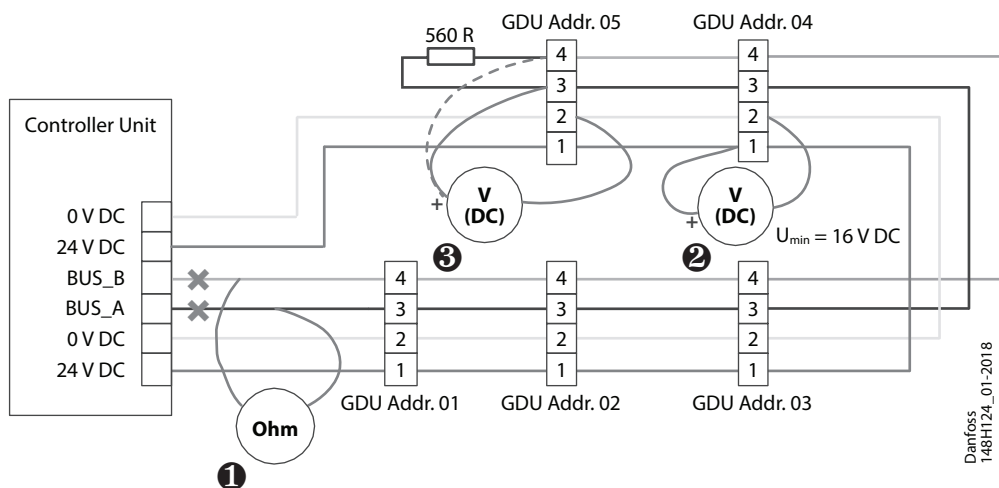 560 R
GDU Addr. 05
GDU Addr. 04
4
4
3
3
2
2
1
1
Controller Unit
0 V DC
24 V DC
BUS_B
BUS_A
0 V DC
24 V DC
+
V
(DC)
❸
+
V
(DC)
❷
Umin = 16 V DC
4
4
4
3
3
3
2
2
2
1
1
1
GDU Addr. 01
GDU Addr. 02
GDU Addr. 03
Ohm
❶
Danfoss
148H124_01-2018